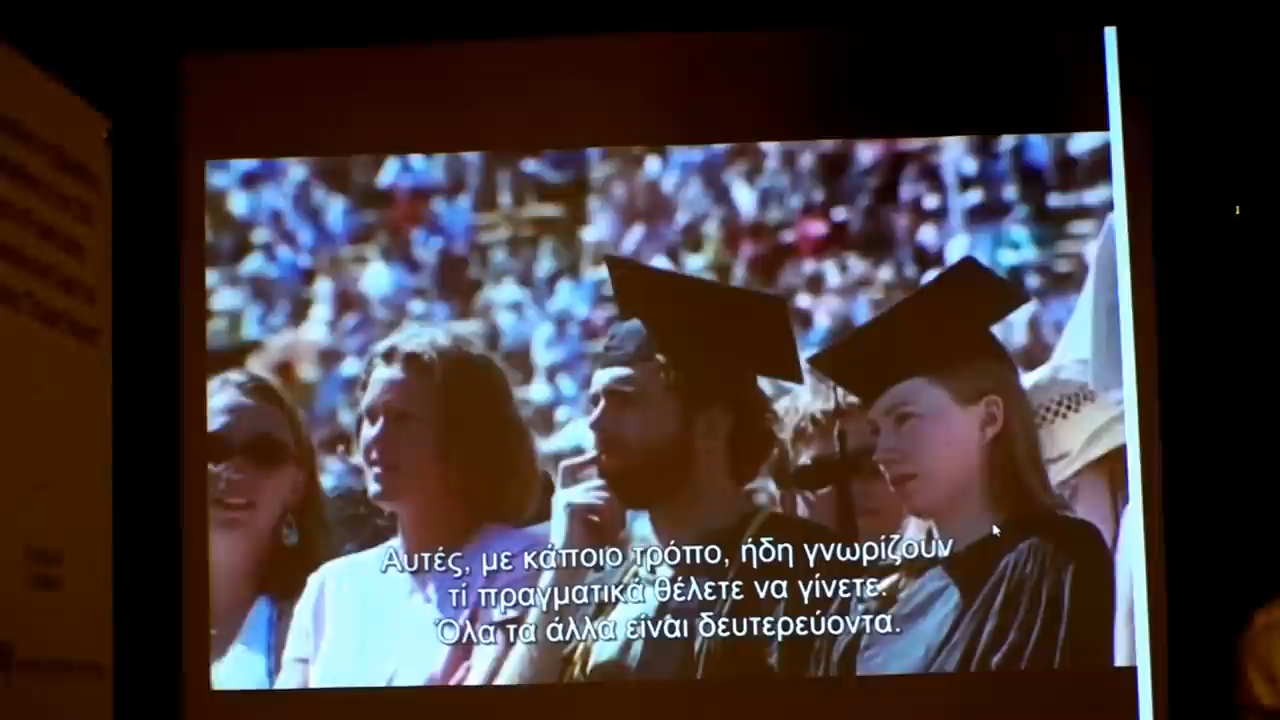 Αυτές, με κάποιο τρόπο, ήδη γνωρίζουν
τί πραγματικά θέλετε να γίνετε.
Όλα τα άλλα είναι δευτερεύοντα.